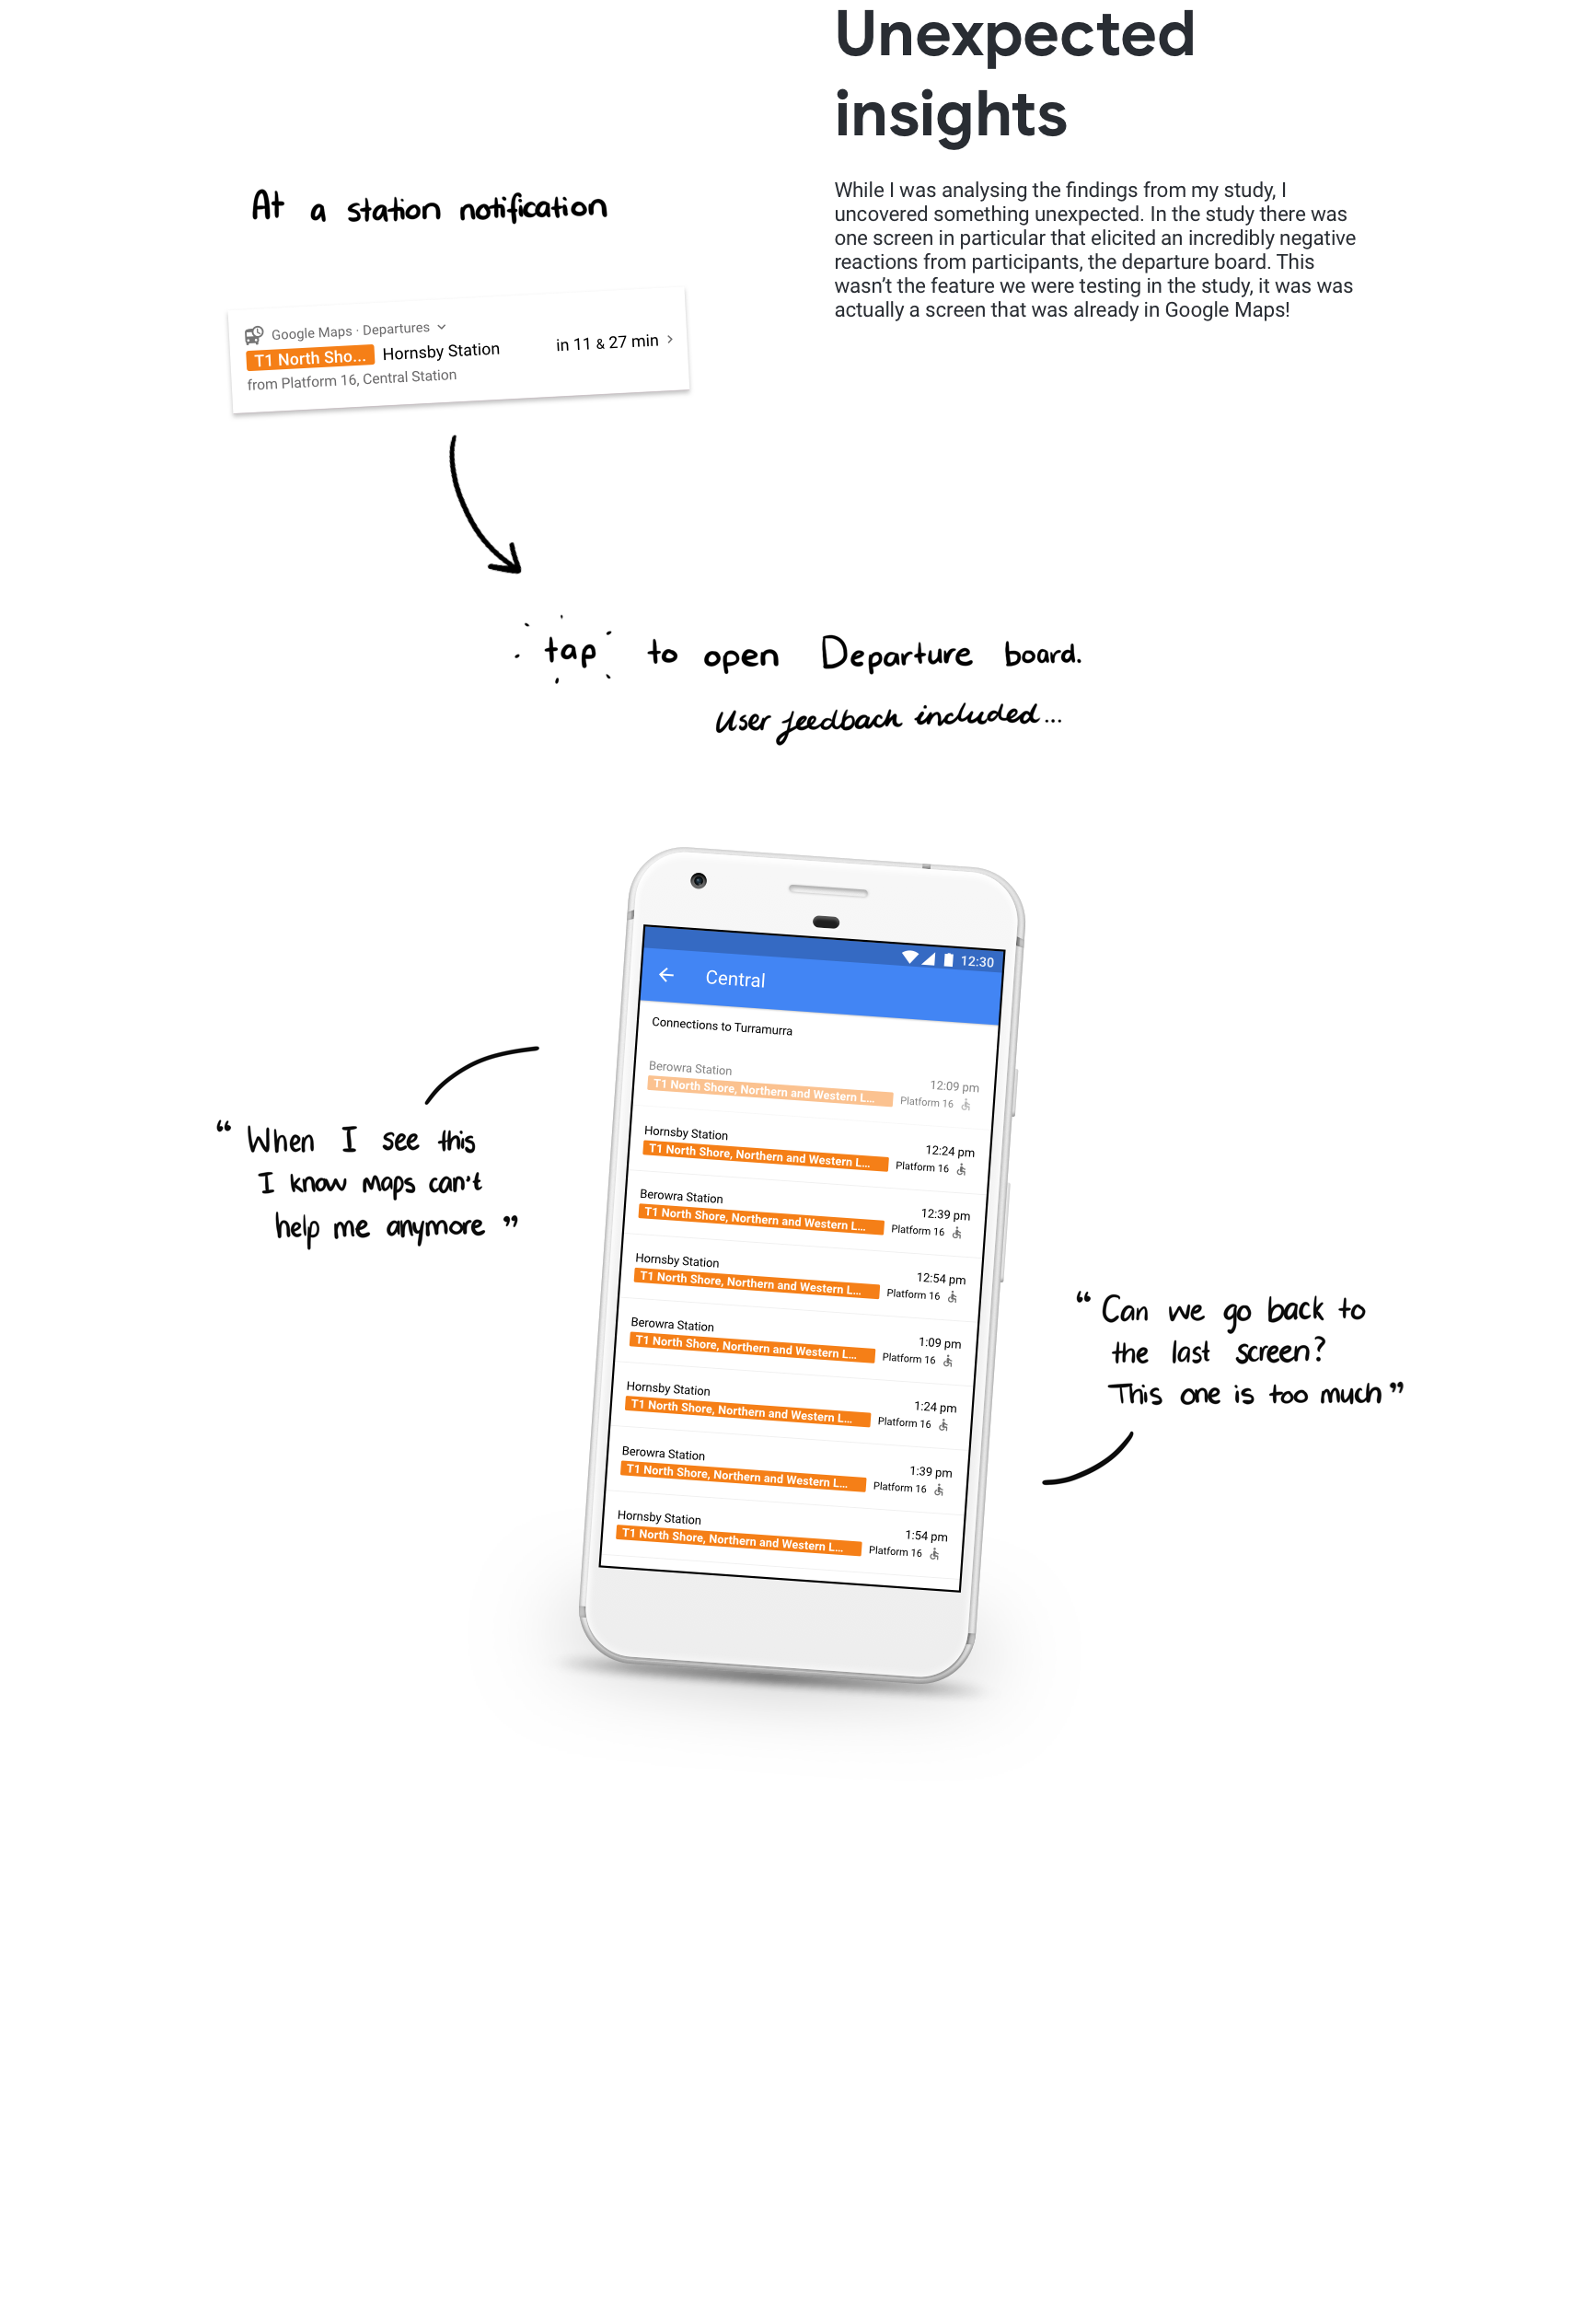 Unexpected
insights
While I was analysing the findings from my study, I
uncovered something unexpected. In the study there was
one screen in particular that elicited an incredibly negative
reactions from participants, the departure board. This
wasn’t the feature we were testing in the study, it was was
actually a screen that was already in Google Maps!
At a station notification
Google Maps · Departures
T1 North Sho... Hornsby Station in 11 & 27 min
from Platform 16, Central Station
tap to open Departure board.
User feedback included...
12:30
Central
Connections to Turramurra
Berowra Station 12:09 pm
T1 North Shore, Northern and Western L... Platform 16
Hornsby Station 12:24 pm
T1 North Shore, Northern and Western L... Platform 16
Berowra Station 12:39 pm
T1 North Shore, Northern and Western L... Platform 16
Hornsby Station 12:54 pm
T1 North Shore, Northern and Western L... Platform 16
Berowra Station 1:09 pm
T1 North Shore, Northern and Western L... Platform 16
Hornsby Station 1:24 pm
T1 North Shore, Northern and Western L... Platform 16
Berowra Station 1:39 pm
T1 North Shore, Northern and Western L... Platform 16
Hornsby Station 1:54 pm
T1 North Shore, Northern and Western L... Platform 16
“When I see this
I know maps can't
help me anymore”
“Can we go back to
the last screen?
This one is too much”